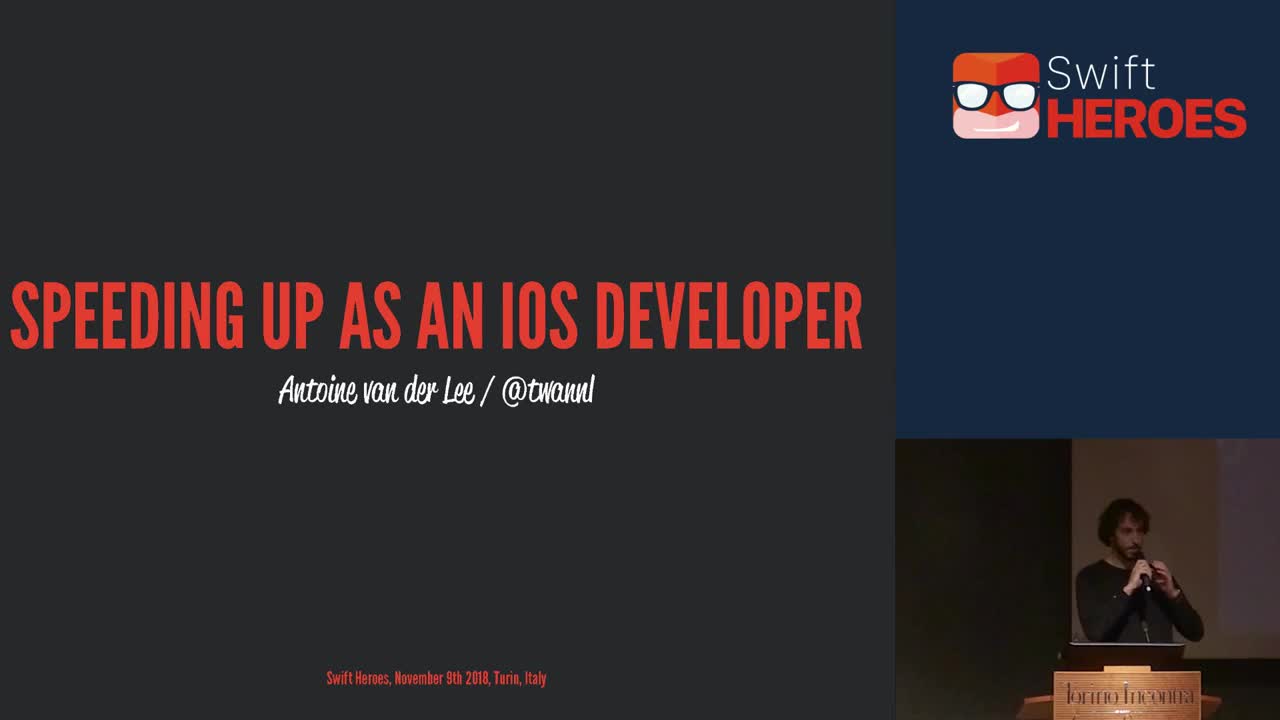 SPEEDING UP AS AN IOS DEVELOPER
Antoine van der Lee / @twannl
Swift Heroes, November 9th 2018, Turin, Italy
Swift
HEROES
Torino Incontra